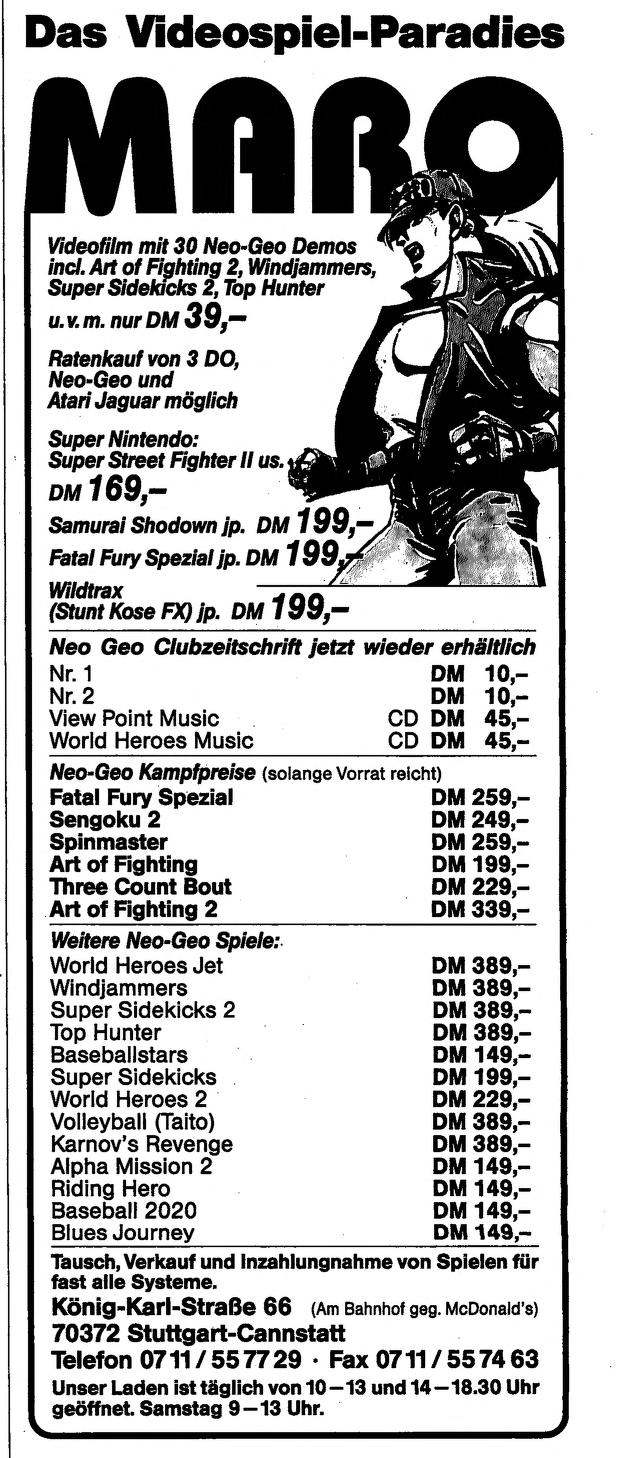 Das Videospiel-Paradies
MARO
Videofilm mit 30 Neo-Geo Demos
incl. Art of Fighting 2, Windjammers,
Super Sidekicks 2, Top Hunter
u.v.m. nur DM 39,–
Ratenkauf von 3 DO,
Neo-Geo und
Atari Jaguar möglich
Super Nintendo:
Super Street Fighter II us.
DM 169,–
Samurai Shodown jp. DM 199,–
Fatal Fury Spezial jp. DM 199,–
Wildtrax
(Stunt Kose FX) jp. DM 199,–
Neo Geo Clubzeitschrift jetzt wieder erhältlich
Nr. 1 DM 10,–
Nr. 2 DM 10,–
View Point Music CD DM 45,–
World Heroes Music CD DM 45,–
Neo-Geo Kampfpreise (solange Vorrat reicht)
Fatal Fury Spezial DM 259,–
Sengoku 2 DM 249,–
Spinmaster DM 259,–
Art of Fighting DM 199,–
Three Count Bout DM 229,–
Art of Fighting 2 DM 339,–
Weitere Neo-Geo Spiele:
World Heroes Jet DM 389,–
Windjammers DM 389,–
Super Sidekicks 2 DM 389,–
Top Hunter DM 389,–
Baseballstars DM 149,–
Super Sidekicks DM 199,–
World Heroes 2 DM 229,–
Volleyball (Taito) DM 389,–
Karnov's Revenge DM 389,–
Alpha Mission 2 DM 149,–
Riding Hero DM 149,–
Baseball 2020 DM 149,–
Blues Journey DM 149,–
Tausch, Verkauf und Inzahlungnahme von Spielen für
fast alle Systeme.
König-Karl-Straße 66 (Am Bahnhof geg. McDonald's)
70372 Stuttgart-Cannstatt
Telefon 07 11 / 55 77 29 · Fax 07 11 / 55 74 63
Unser Laden ist täglich von 10–13 und 14–18.30 Uhr
geöffnet. Samstag 9–13 Uhr.